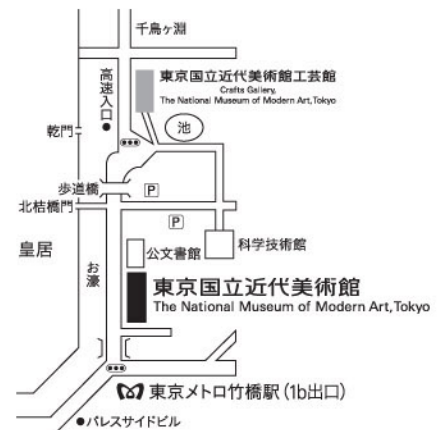 千鳥ヶ淵
高速入口
東京国立近代美術館工芸館
Crafts Gallery,
The National Museum of Modern Art,Tokyo
池
乾門
歩道橋
P
北桔橋門
P
皇居
お濠
公文書館
科学技術館
東京国立近代美術館
The National Museum of Modern Art,Tokyo
東京メトロ竹橋駅(1b出口)
パレスサイドビル